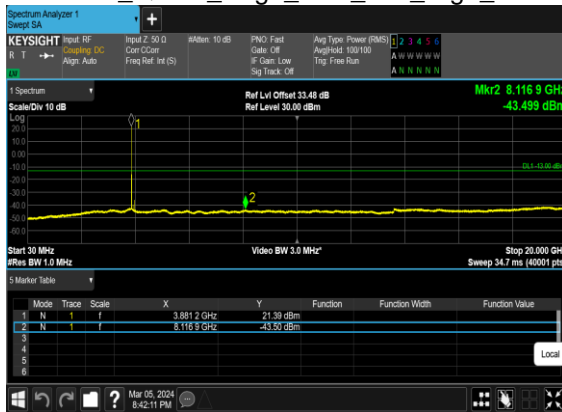 Spectrum Analyzer 1
Swept SA
+
KEYSIGHT Input: RF Input Z: 50 Ω #Atten: 10 dB PNO: Fast Avg Type: Power (RMS) 1 2 3 4 5 6
R T Coupling: DC Corr CCorr Gate: Off Avg|Hold: 100/100 A W W W W W
Align: Auto Freq Ref: Int (S) IF Gain: Low Trig: Free Run
Sig Track: Off A N N N N N
1 Spectrum Ref Lvl Offset 33.48 dB Mkr2 8.116 9 GHz
Scale/Div 10 dB Ref Level 30.00 dBm -43.499 dBm
Log
20.0
10.0
0.00
-10.0
DL1 -13.00 dB
-20.0
-30.0
-40.0
-50.0
-60.0
1
2
Start 30 MHz Video BW 3.0 MHz* Stop 20.000 GH
#Res BW 1.0 MHz Sweep 34.7 ms (40001 pts
5 Marker Table
Mode Trace Scale X Y Function Function Width Function Value
1 N 1 f 3.881 2 GHz 21.39 dBm
2 N 1 f 8.116 9 GHz -43.50 dBm
3
4
5
6
Local
? Mar 05, 2024
8:42:11 PM